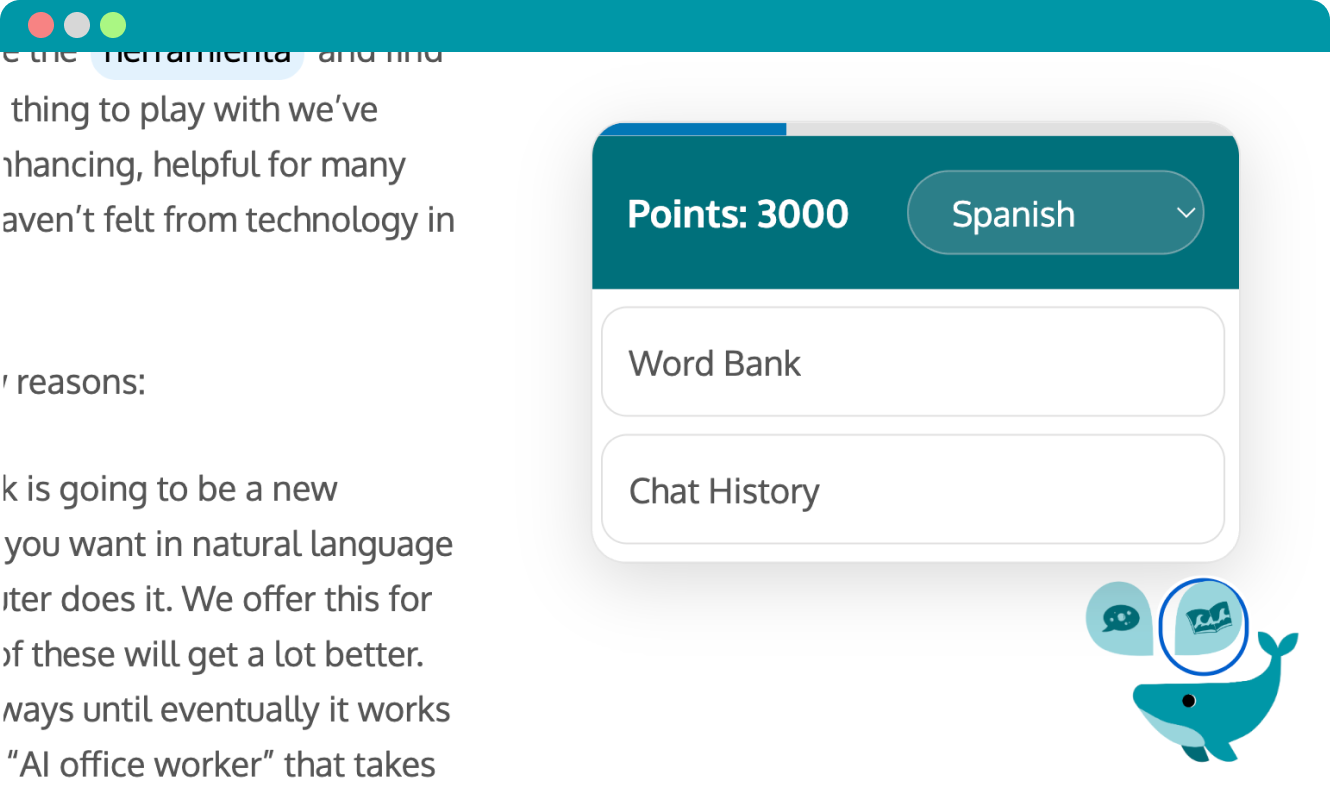 the herramienta and find
thing to play with we’ve
nhancing, helpful for many
aven’t felt from technology in
reasons:
k is going to be a new
you want in natural language
uter does it. We offer this for
of these will get a lot better.
ways until eventually it works
“AI office worker” that takes
Points: 3000
Spanish
Word Bank
Chat History